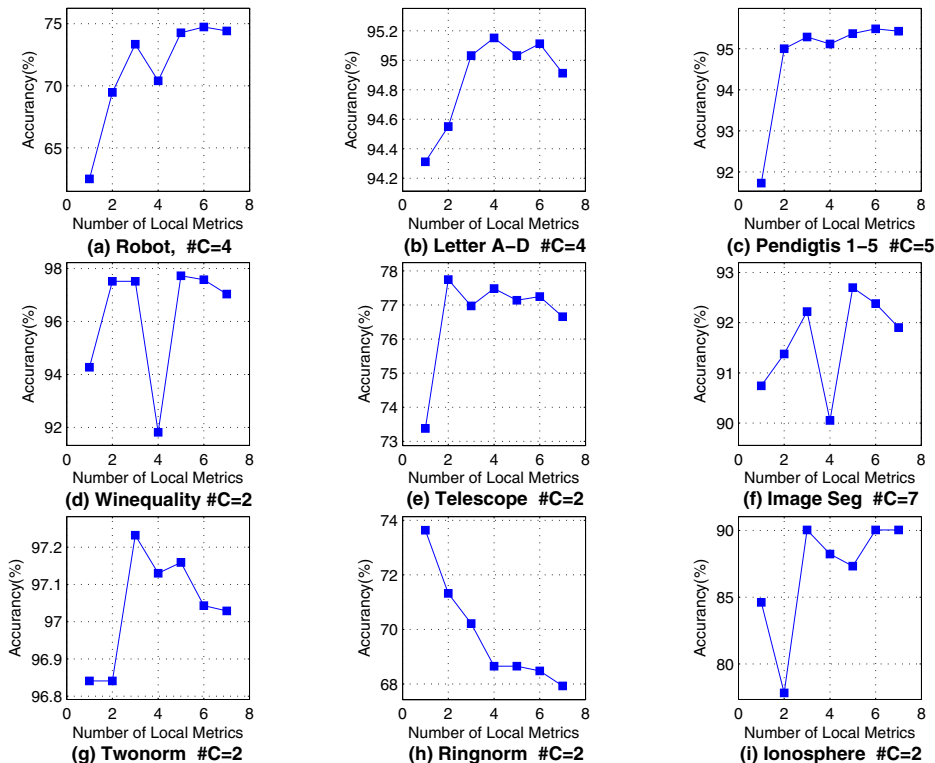 75
70
65
Accurancy(%)
0 2 4 6 8
Number of Local Metrics
(a) Robot, #C=4
95.2
95
94.8
94.6
94.4
94.2
Accurancy(%)
0 2 4 6 8
Number of Local Metrics
(b) Letter A−D #C=4
95
94
93
92
Accurancy(%)
0 2 4 6 8
Number of Local Metrics
(c) Pendigtis 1−5 #C=5
98
96
94
92
Accurancy(%)
0 2 4 6 8
Number of Local Metrics
(d) Winequality #C=2
78
77
76
75
74
73
Accurancy(%)
0 2 4 6 8
Number of Local Metrics
(e) Telescope #C=2
93
92
91
90
Accurancy(%)
0 2 4 6 8
Number of Local Metrics
(f) Image Seg #C=7
97.2
97.1
97
96.9
96.8
Accurancy(%)
0 2 4 6 8
Number of Local Metrics
(g) Twonorm #C=2
74
72
70
68
Accurancy(%)
0 2 4 6 8
Number of Local Metrics
(h) Ringnorm #C=2
90
85
80
Accurancy(%)
0 2 4 6 8
Number of Local Metrics
(i) Ionosphere #C=2